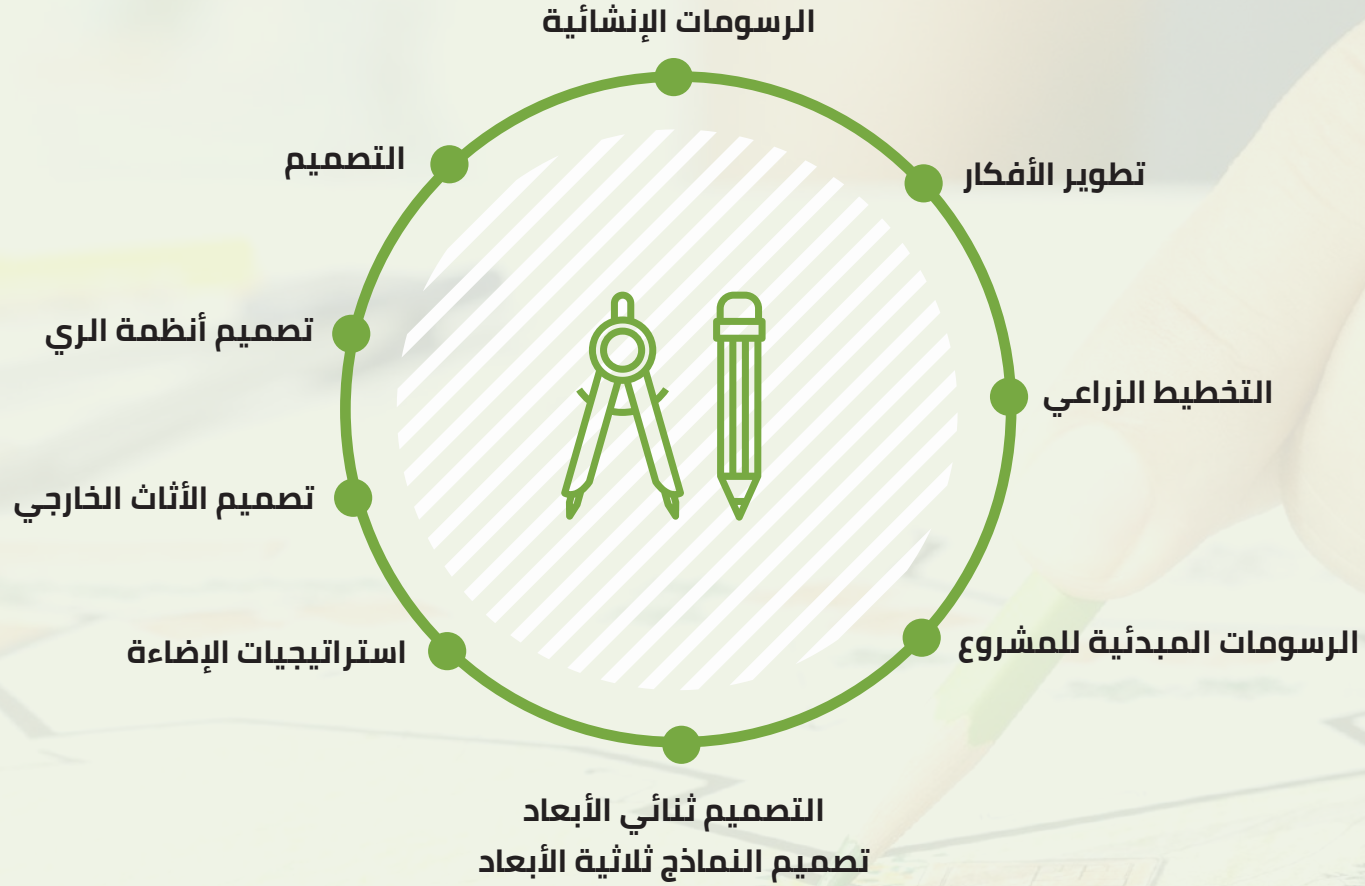 الرسومات الإنشائية
تطوير الأفكار
التخطيط الزراعي
الرسومات المبدئية للمشروع
التصميم ثنائي الأبعاد
تصميم النماذج ثلاثية الأبعاد
استراتيجيات الإضاءة
تصميم الأثاث الخارجي
تصميم أنظمة الري
التصميم